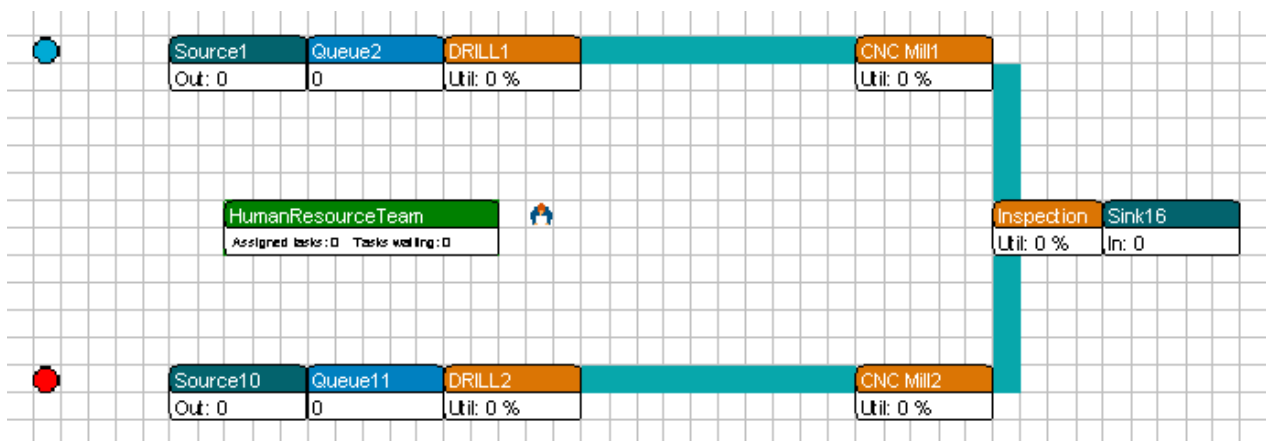 Source1 Queue2 DRILL1 CNC Mill1
Out: 0 0 Util: 0 % Util: 0 %
HumanResourceTeam Inspection Sink16
Assigned tasks: 0 Tasks waiting: 0 Util: 0 % In: 0
Source10 Queue11 DRILL2 CNC Mill2
Out: 0 0 Util: 0 % Util: 0 %